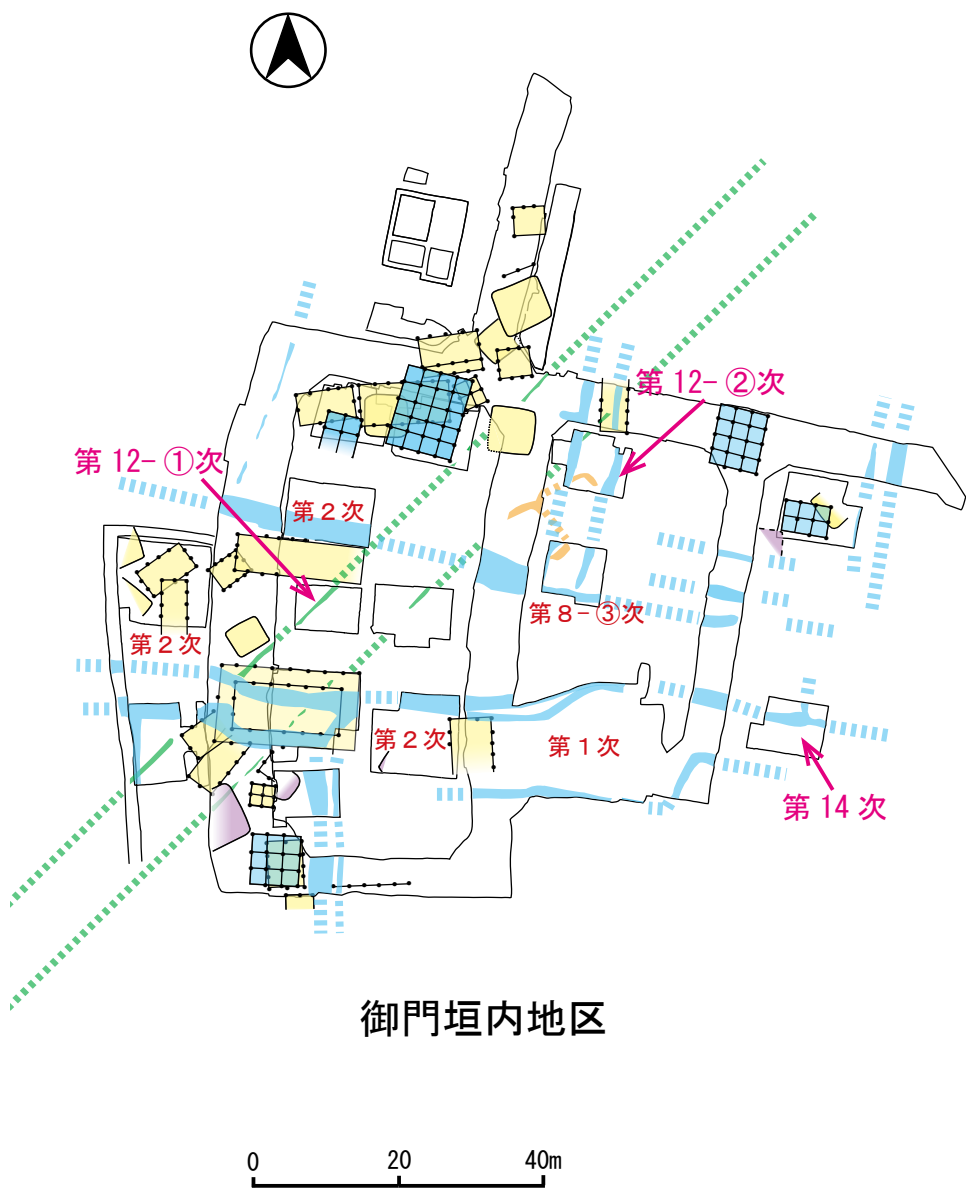 第 12- ②次
第 12- ①次
第２次
第８-③次
第２次
第２次
第１次
第 14 次
御門垣内地区
0 20 40m